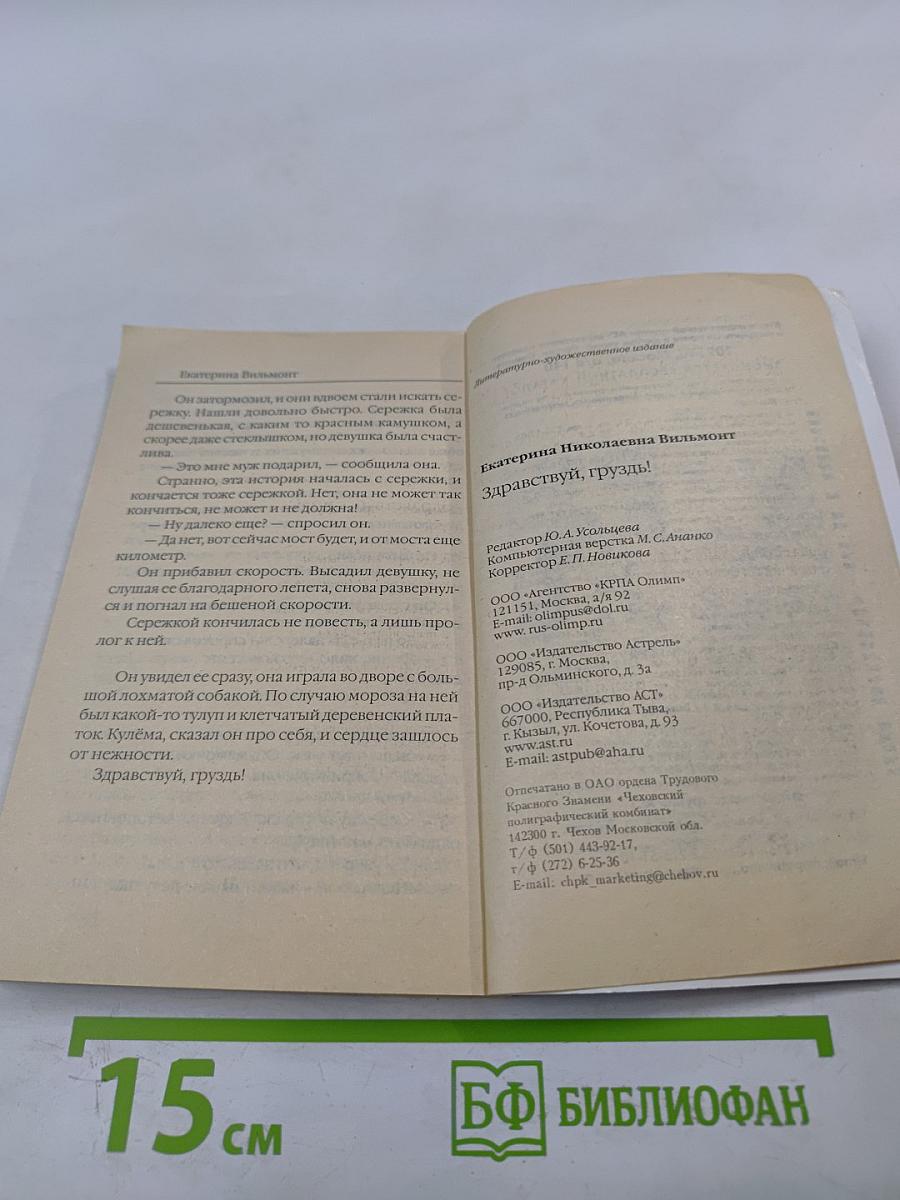 Екатерина Вильмонт
Он затормозил, и они вдвоем стали искать се-
режку. Нашли довольно быстро. Сережка была
дешевенькая, с каким то красным камушком, а
скорее даже стеклышком, но девушка была счаст-
лива.
— Это мне муж подарил, — сообщила она.
Странно, эта история началась с сережки, и
кончается тоже сережкой. Нет, она не может так
кончиться, не может и не должна!
— Ну далеко еще? — спросил он.
— Да нет, вот сейчас мост будет, и от моста еще
километр.
Он прибавил скорость. Высадил девушку, не
слушая ее благодарного лепета, снова развернул-
ся и погнал на бешеной скорости.
Сережкой кончилась не повесть, а лишь про-
лог к ней.
Он увидел ее сразу, она играла во дворе с боль-
шой лохматой собакой. По случаю мороза на ней
был какой-то тулуп и клетчатый деревенский пла-
ток. Кулёма, сказал он про себя, и сердце зашлось
от нежности.
Здравствуй, груздь!
Литературно-художественное издание
Екатерина Николаевна Вильмонт
Здравствуй, груздь!
Редактор Ю. А. Усольцева
Компьютерная верстка М. С. Ананко
Корректор Е. П. Новикова
ООО «Агентство «КРПА Олимп»
121151, Москва, а/я 92
E-mail: olimpus@dol.ru
www. rus-olimp.ru
ООО «Издательство Астрель»
129085, г. Москва,
пр-д Ольминского, д. 3а
ООО «Издательство АСТ»
667000, Республика Тыва,
г. Кызыл, ул. Кочетова, д. 93
www.ast.ru
E-mail: astpub@aha.ru
Отпечатано в ОАО ордена Трудового
Красного Знамени «Чеховский
полиграфический комбинат»
142300 г. Чехов Московской обл.
Т/ф (501) 443-92-17,
т/ф (272) 6-25-36
E-mail: chpk_marketing@chehov.ru
15 см
БФ БИБЛИОФАН